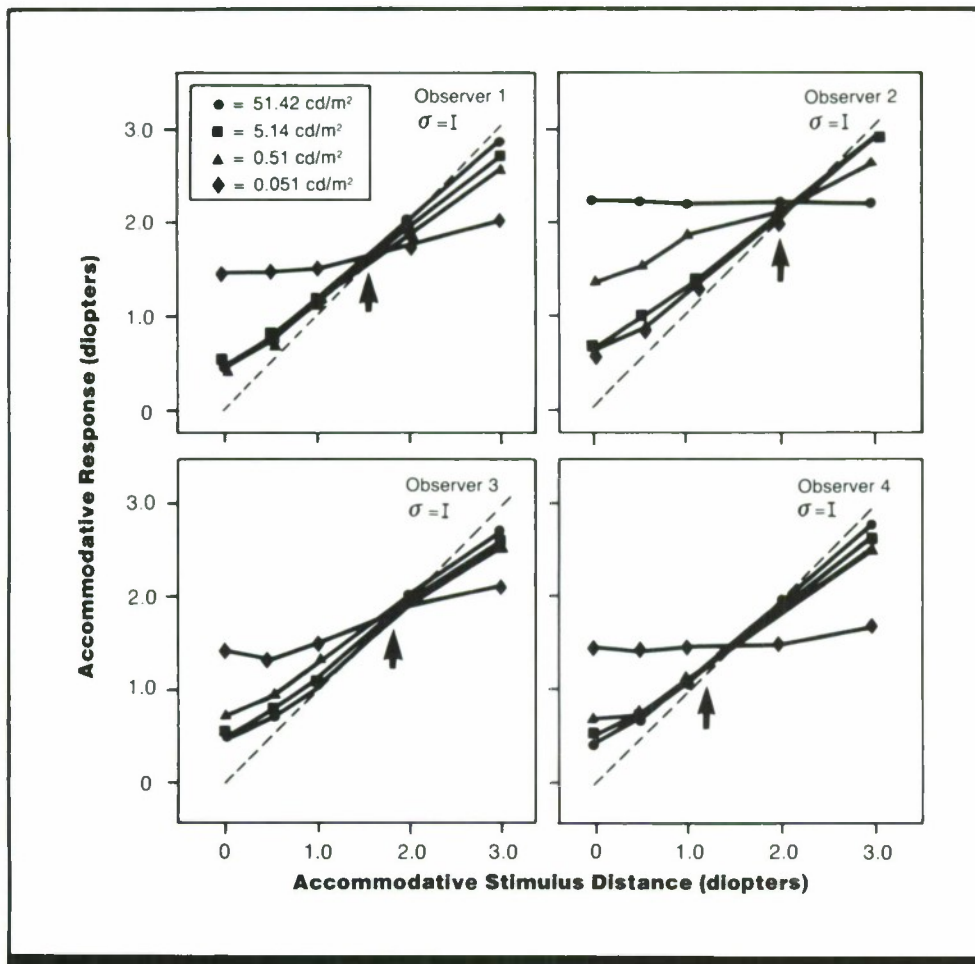 ● = 51.42 cd/m²
■ = 5.14 cd/m²
▲ = 0.51 cd/m²
◆ = 0.051 cd/m²
Observer 1
σ = I
Observer 2
σ = I
3.0
2.0
1.0
0
Observer 3
σ = I
Observer 4
σ = I
3.0
2.0
1.0
0
Accommodative Response (diopters)
0 1.0 2.0 3.0
0 1.0 2.0 3.0
Accommodative Stimulus Distance (diopters)